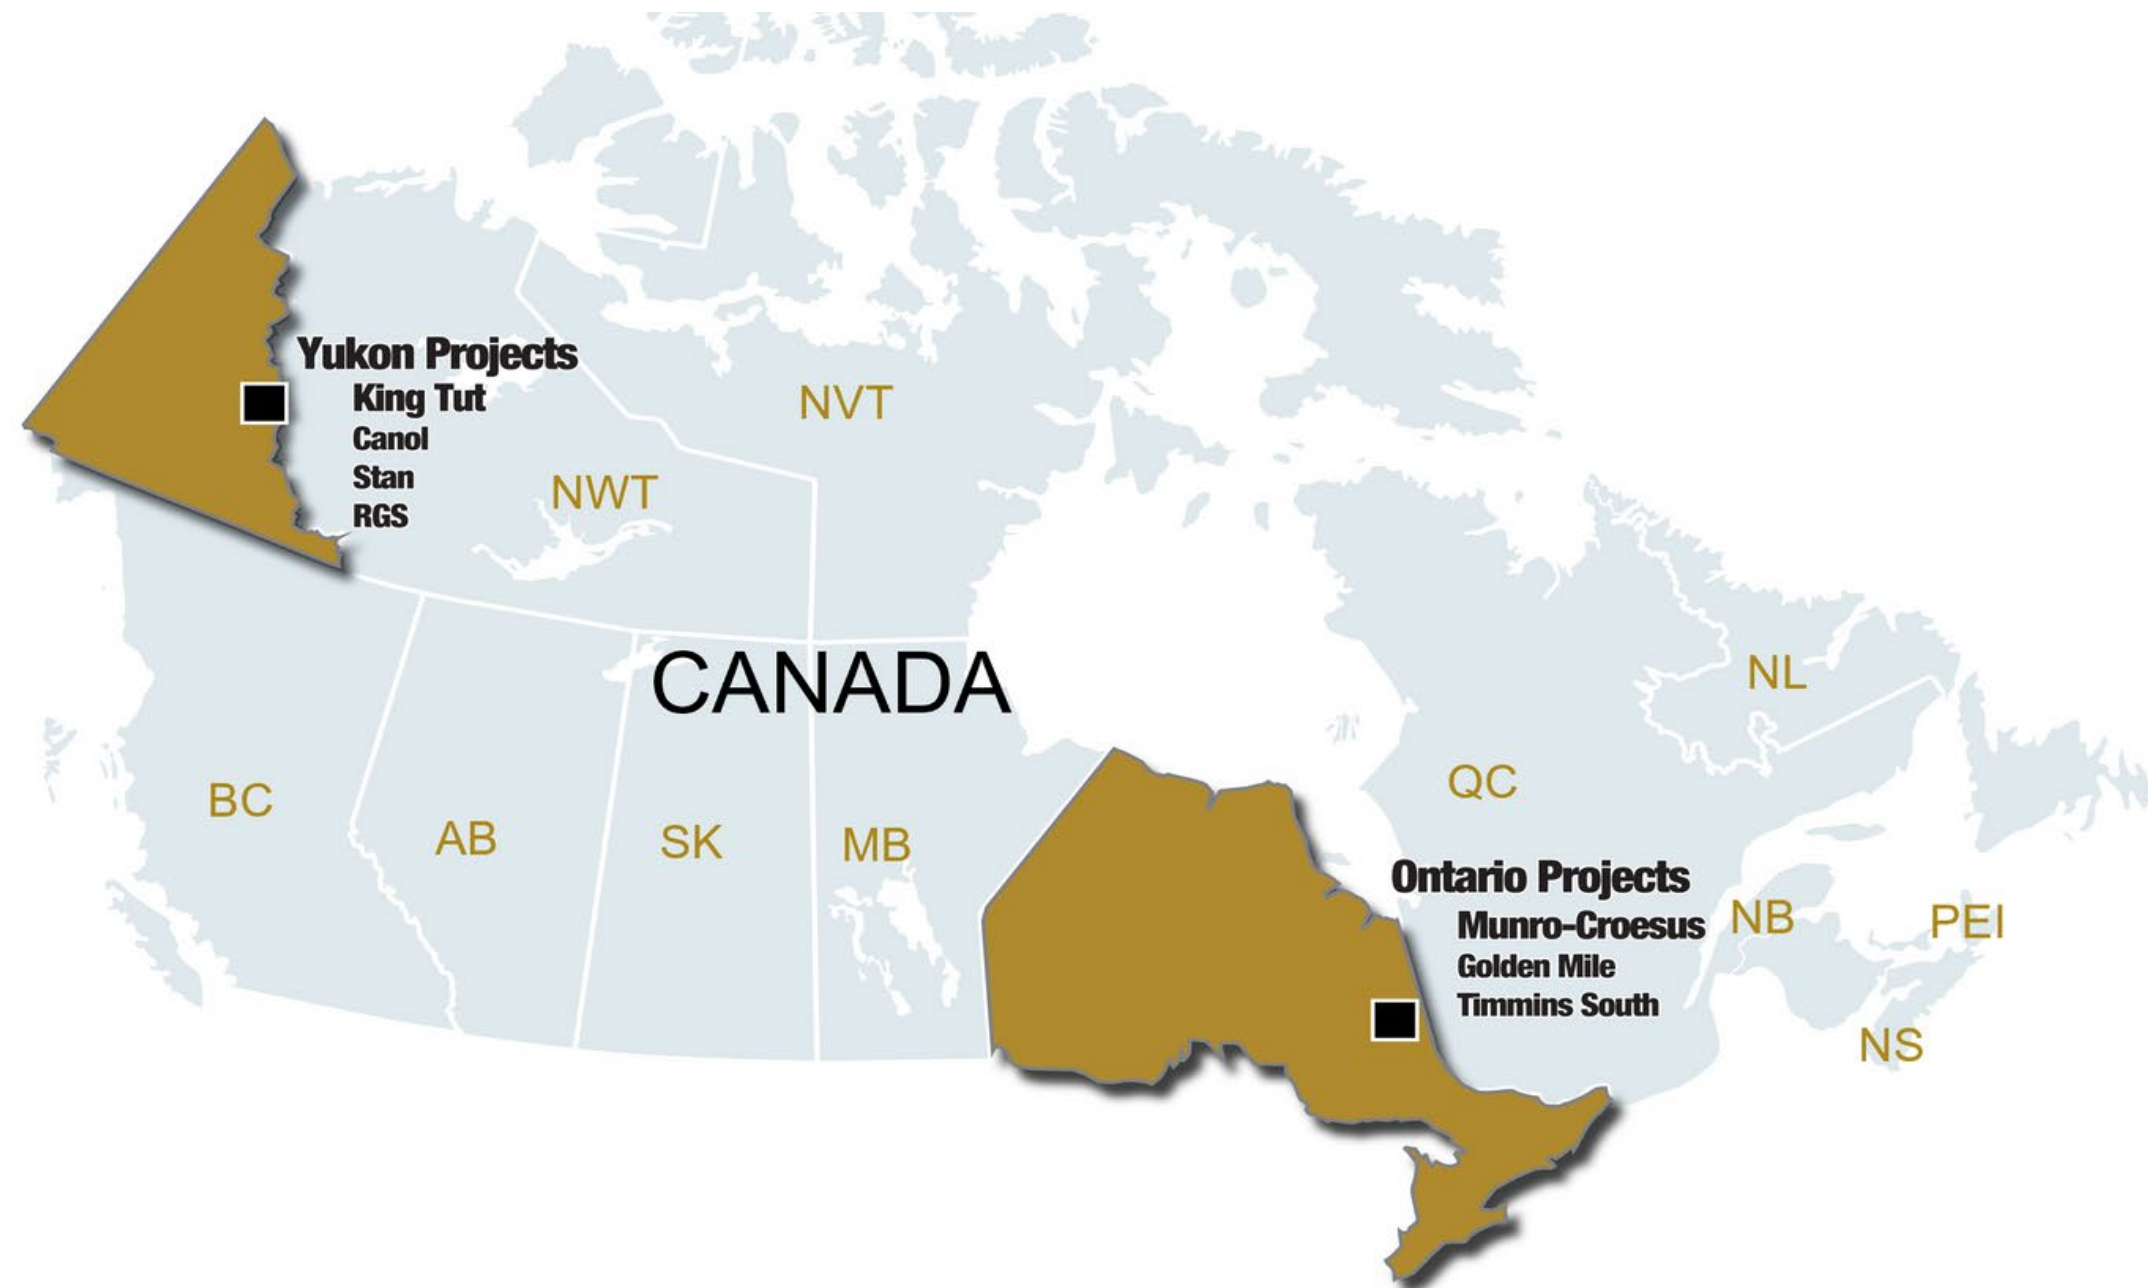 Yukon Projects
King Tut
Canol
Stan
RGS
NVT
NWT
CANADA
NL
BC
AB
SK
MB
QC
Ontario Projects
Munro-Croesus
Golden Mile
Timmins South
NB
PEI
NS